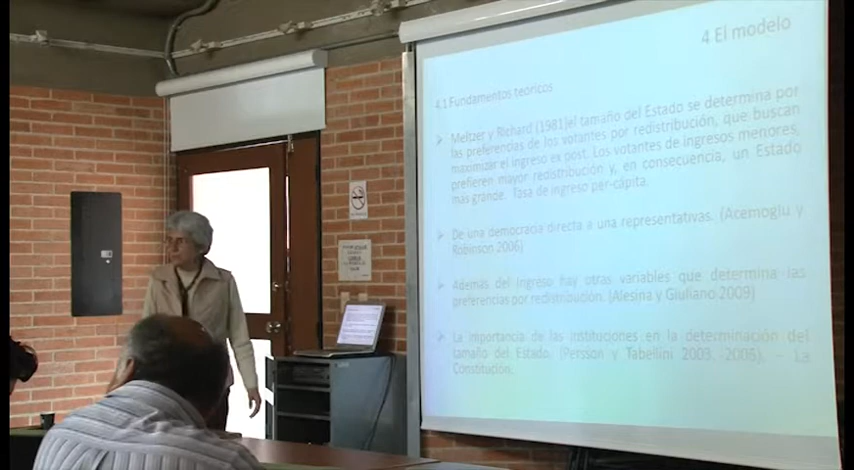 4 El modelo
4.1 Fundamentos teóricos
Meltzer y Richard (1981)el tamaño del Estado se determina por
las preferencias de los votantes por redistribución, que buscan
maximizar el ingreso ex post. Los votantes de ingresos menores,
prefieren mayor redistribución y, en consecuencia, un Estado
más grande. Tasa de ingreso per-cápita.
De una democracia directa a una representativas. (Acemoglu y
Robinson 2006)
Además del ingreso hay otras variables que determina las
preferencias por redistribución. (Alesina y Giuliano 2009)
La importancia de las instituciones en la determinación del
tamaño del Estado. (Persson y Tabellini 2003, ). – La
Constitución.